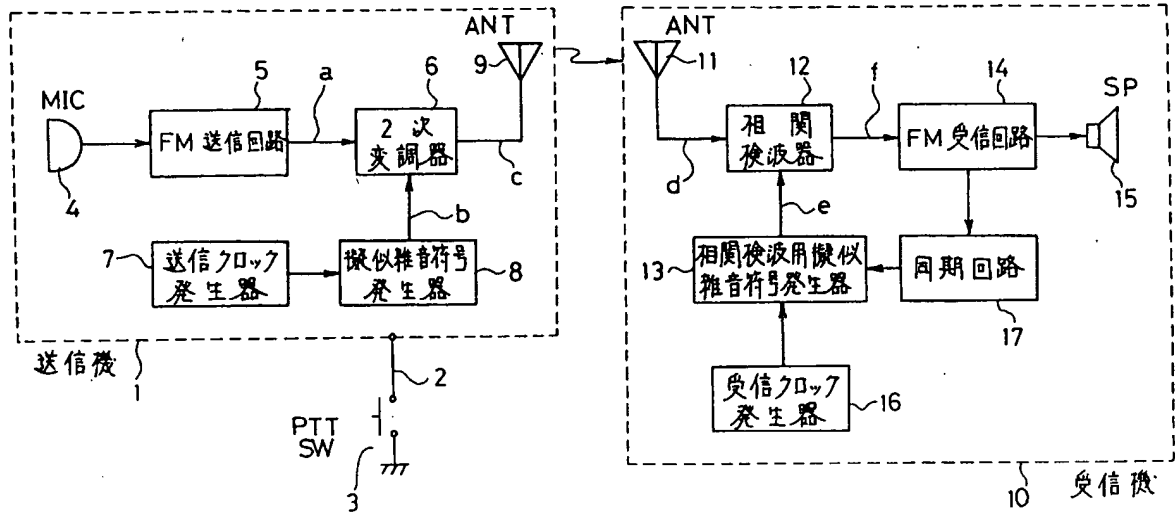 ANT
9
5
6
a
MIC
FM 送信回路
2次
変調器
4
c
b
7
送信クロック
発生器
擬似雑音符号
発生器
8
送信機
1
2
PTT
SW
3
ANT
11
12
f
14
SP
相関
検波器
FM 受信回路
d
15
e
13
相関検波用擬似
雑音符号発生器
同期回路
17
受信クロック
発生器
16
10
受信機